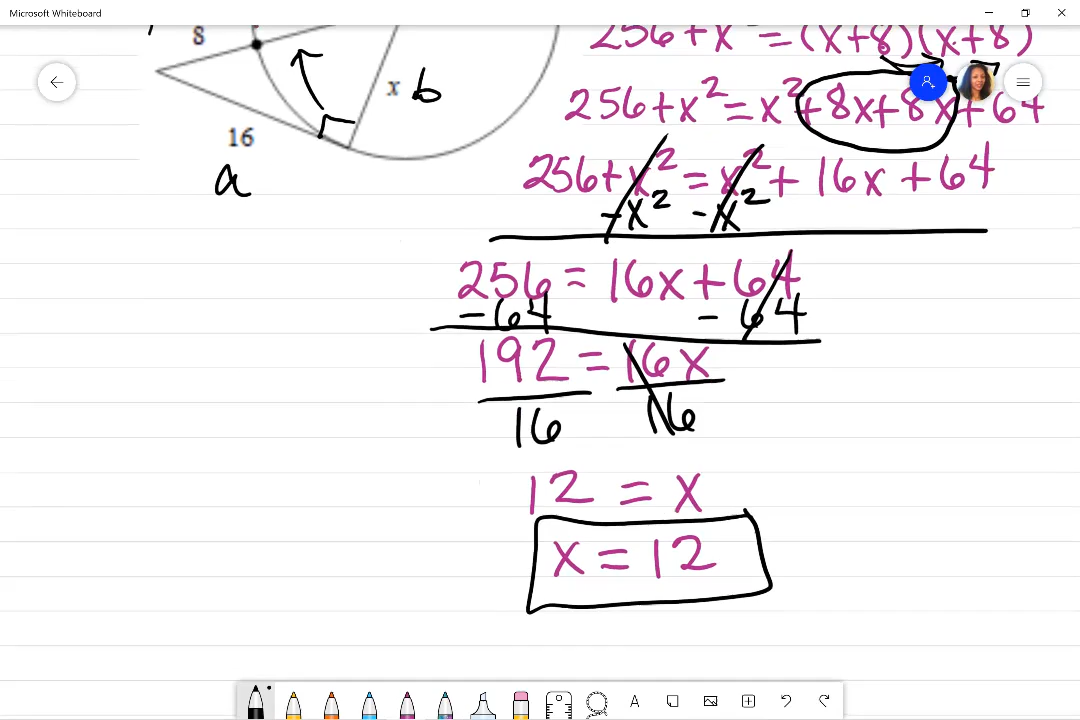 Microsoft Whiteboard
8
x b
16
a
256+x² = (x+8)(x+8)
256+x² = x²+8x+8x+64
256+x² = x²+16x+64
-x² -x²
256 = 16x+64
-64 -64
192 = 16x
16 16
12 = x
x = 12
A